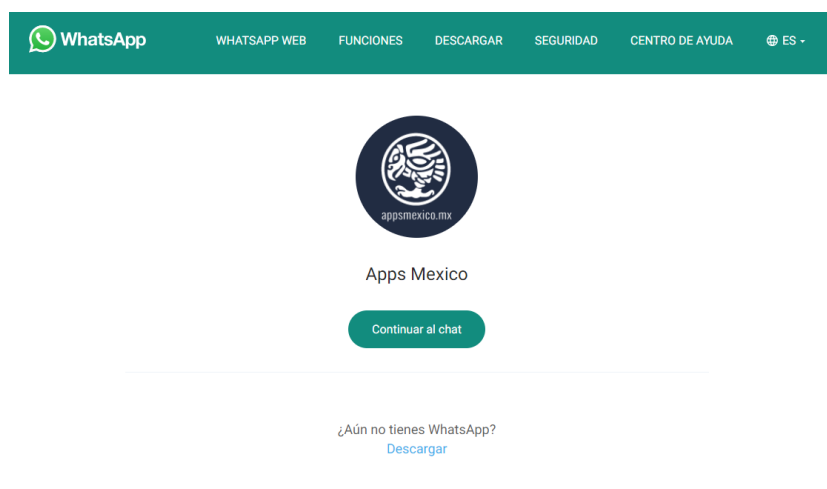 WhatsApp WHATSAPP WEB FUNCIONES DESCARGAR SEGURIDAD CENTRO DE AYUDA ES
appsmexico.mx
Apps Mexico
Continuar al chat
¿Aún no tienes WhatsApp?
Descargar